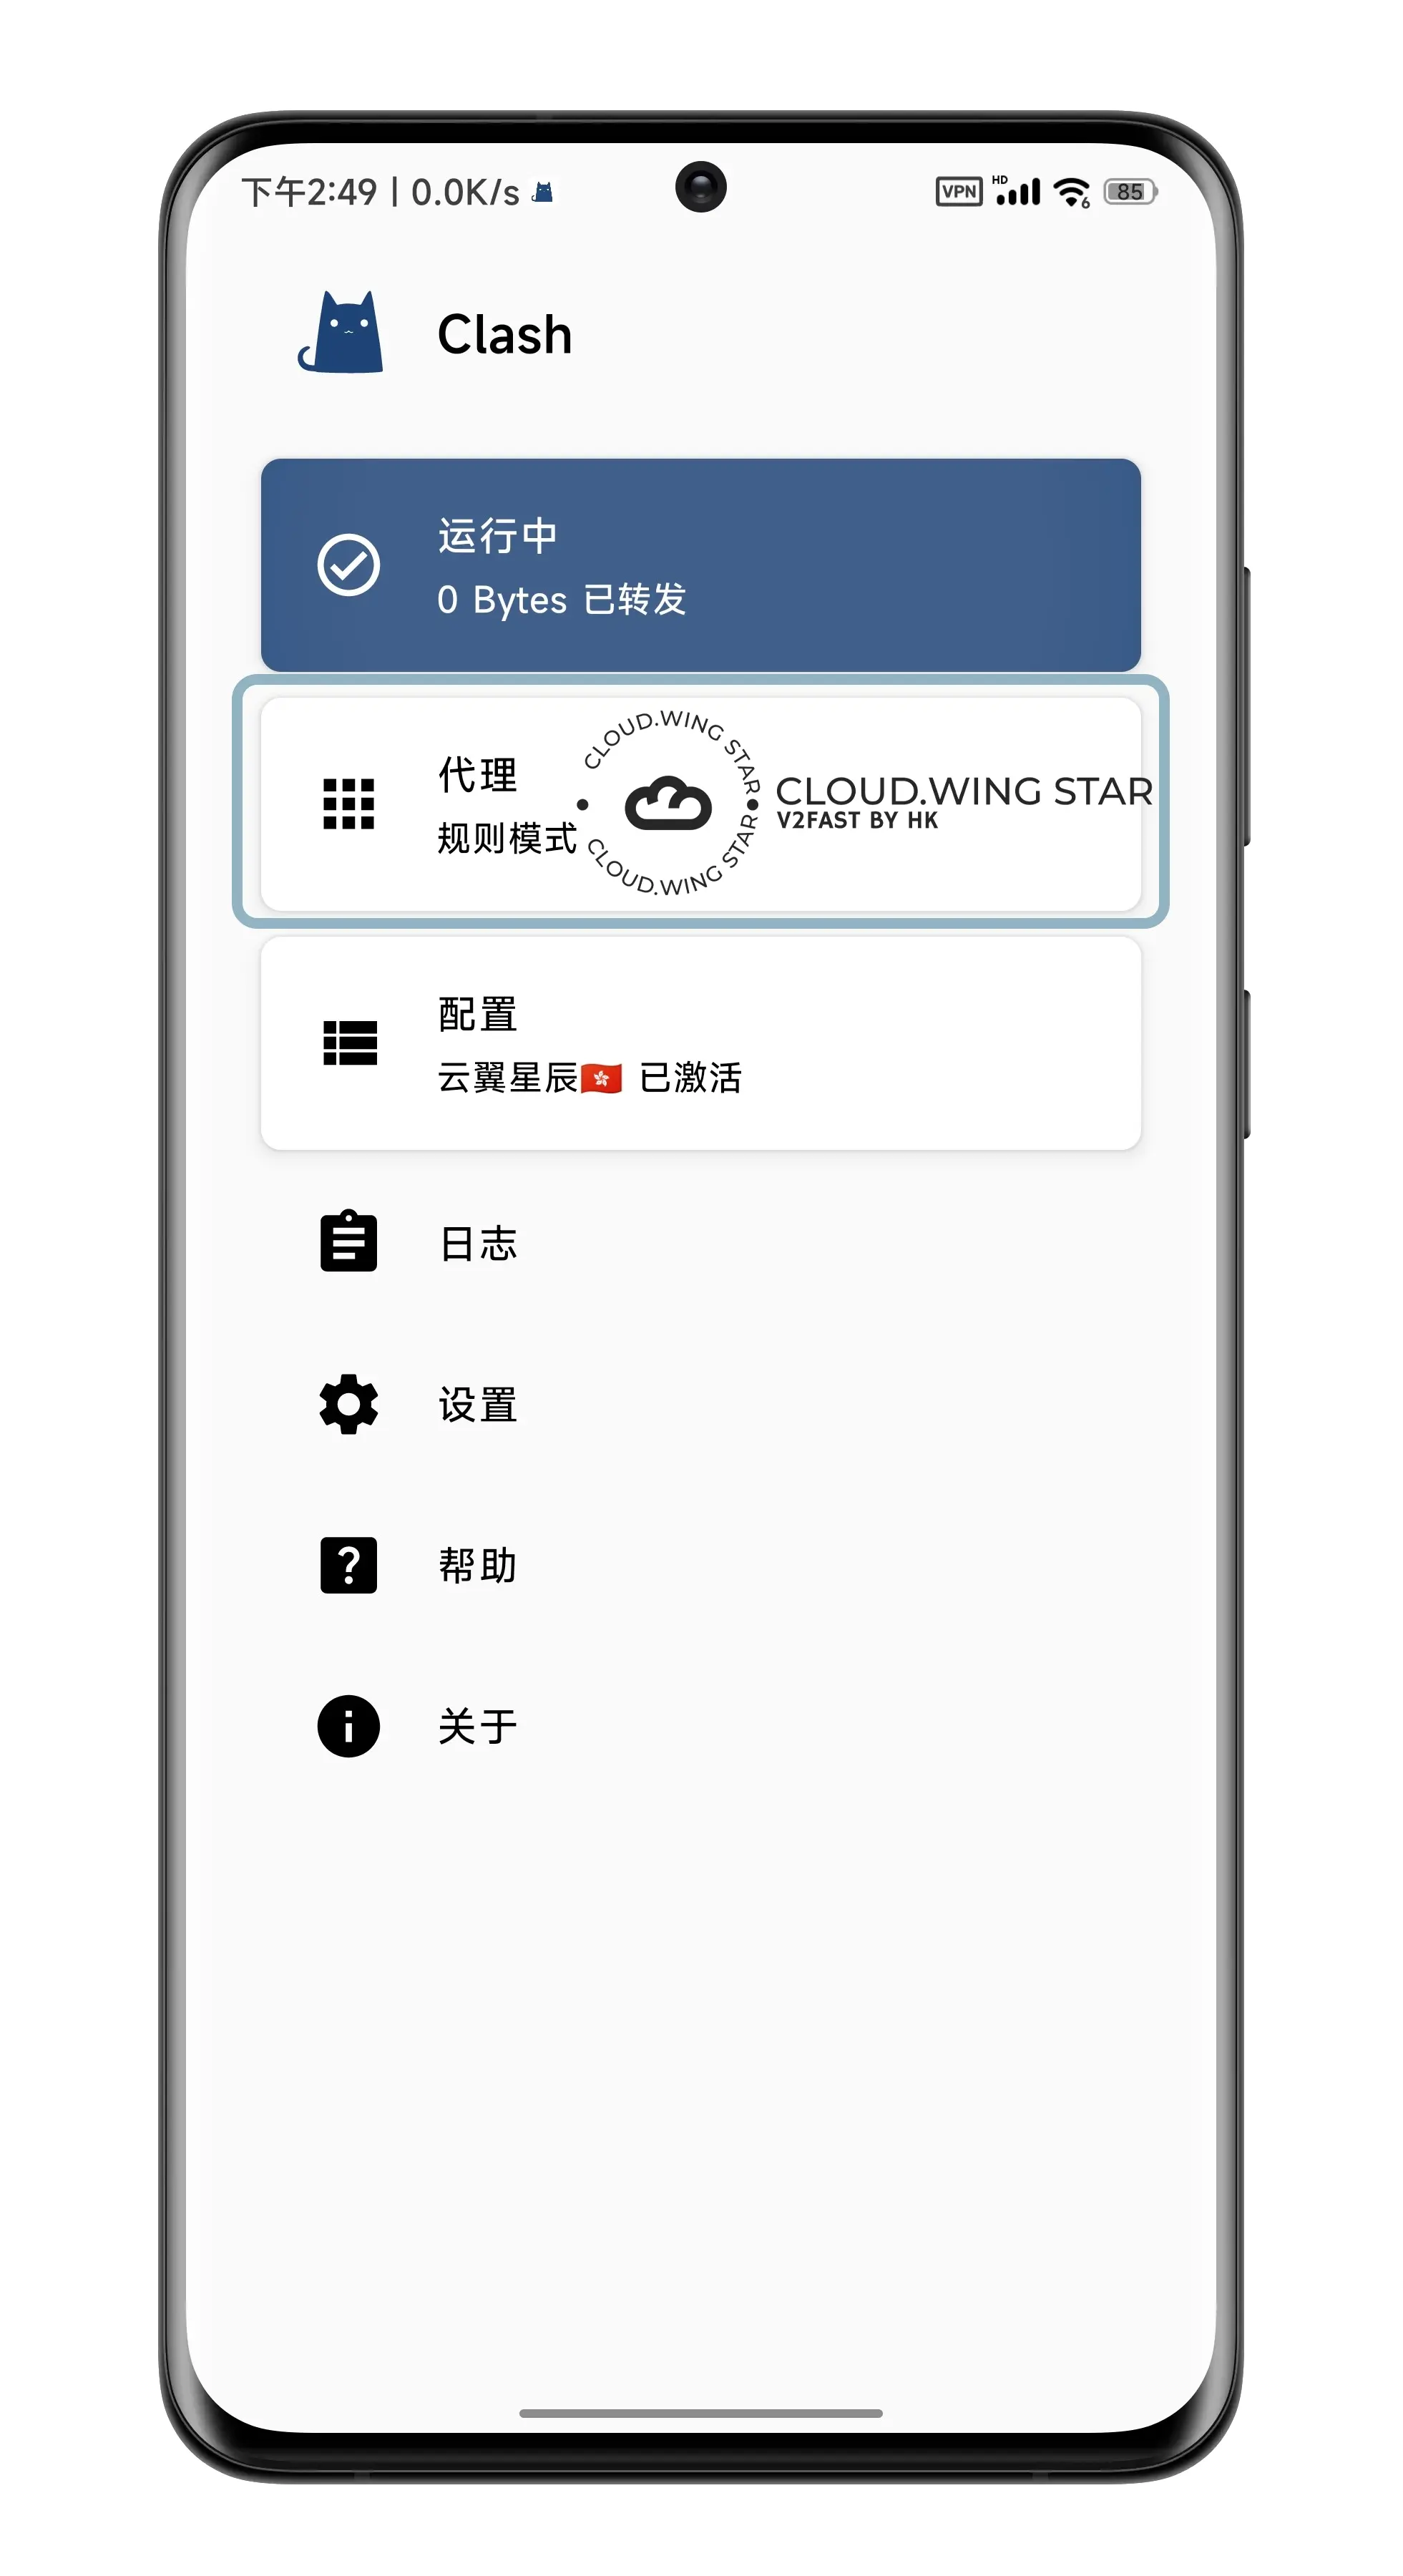 下午2:49 | 0.0K/s
VPN HD 6 85
Clash
运行中
0 Bytes 已转发
代理
规则模式
CLOUD.WING STAR
CLOUD.WING STAR
CLOUD.WING STAR
V2FAST BY HK
配置
云翼星辰🇭🇰 已激活
日志
设置
帮助
关于